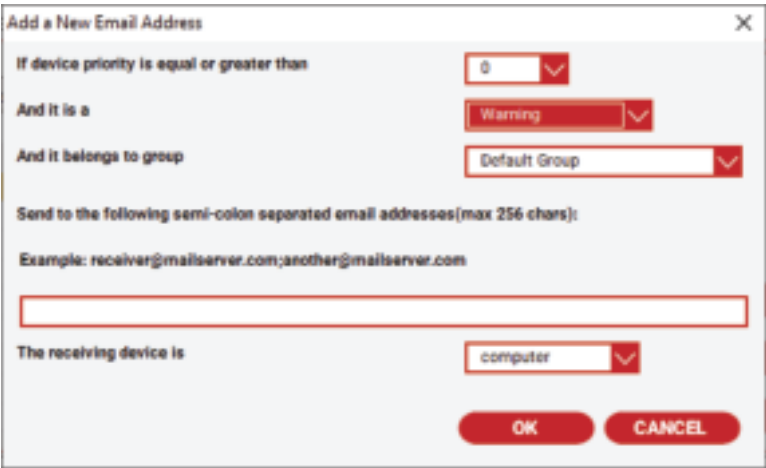 Add a New Email Address
If device priority is equal or greater than 0
And it is a Warning
And it belongs to group Default Group
Send to the following semi-colon separated email addresses(max 256 chars):
Example: receiver@mailserver.com;another@mailserver.com
The receiving device is computer
OK CANCEL